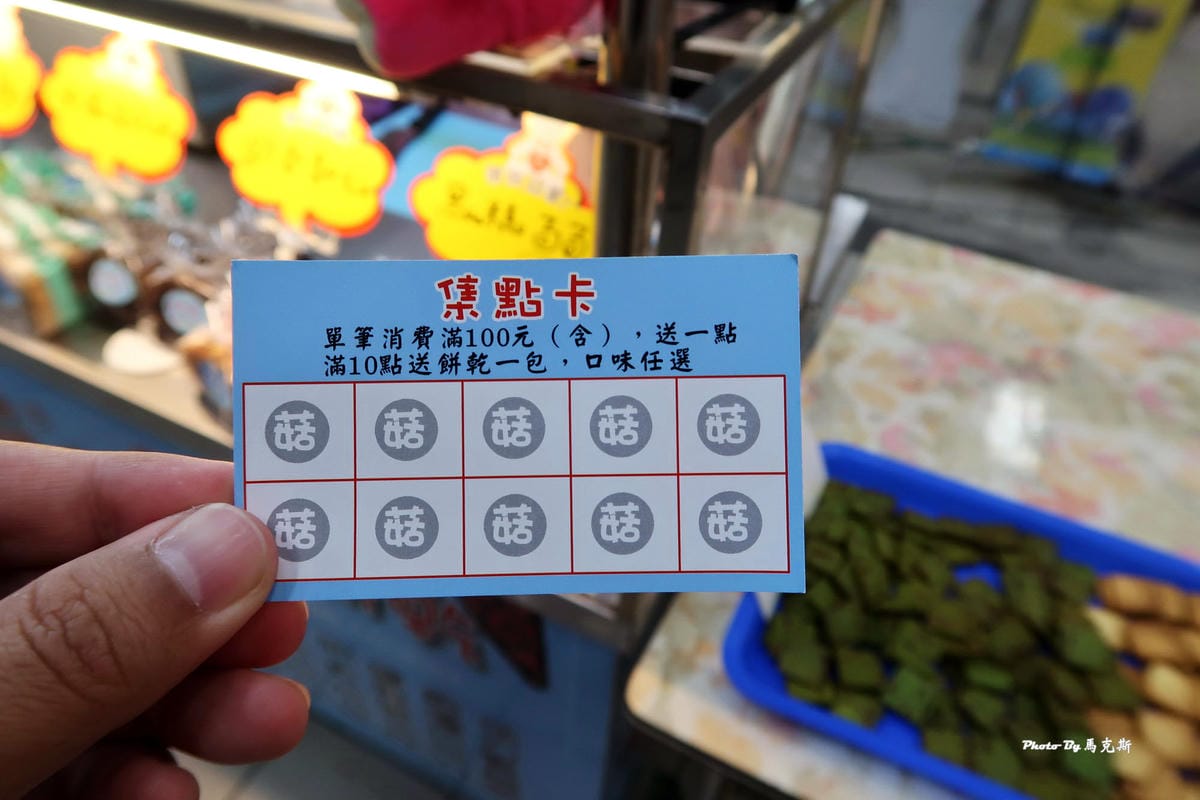 集點卡
單筆消費滿100元（含），送一點
滿10點送餅乾一包，口味任選
菇 菇 菇 菇 菇
菇 菇 菇 菇 菇
Photo By 馬克斯